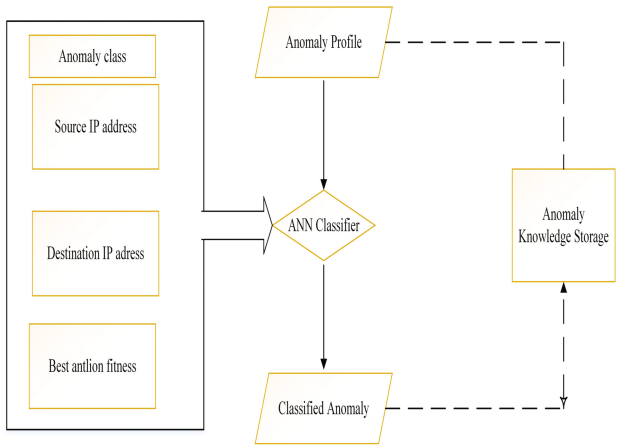 Anomaly class
Source IP address
Destination IP adress
Best antlion fitness
Anomaly Profile
ANN Classifier
Classified Anomaly
Anomaly
Knowledge Storage